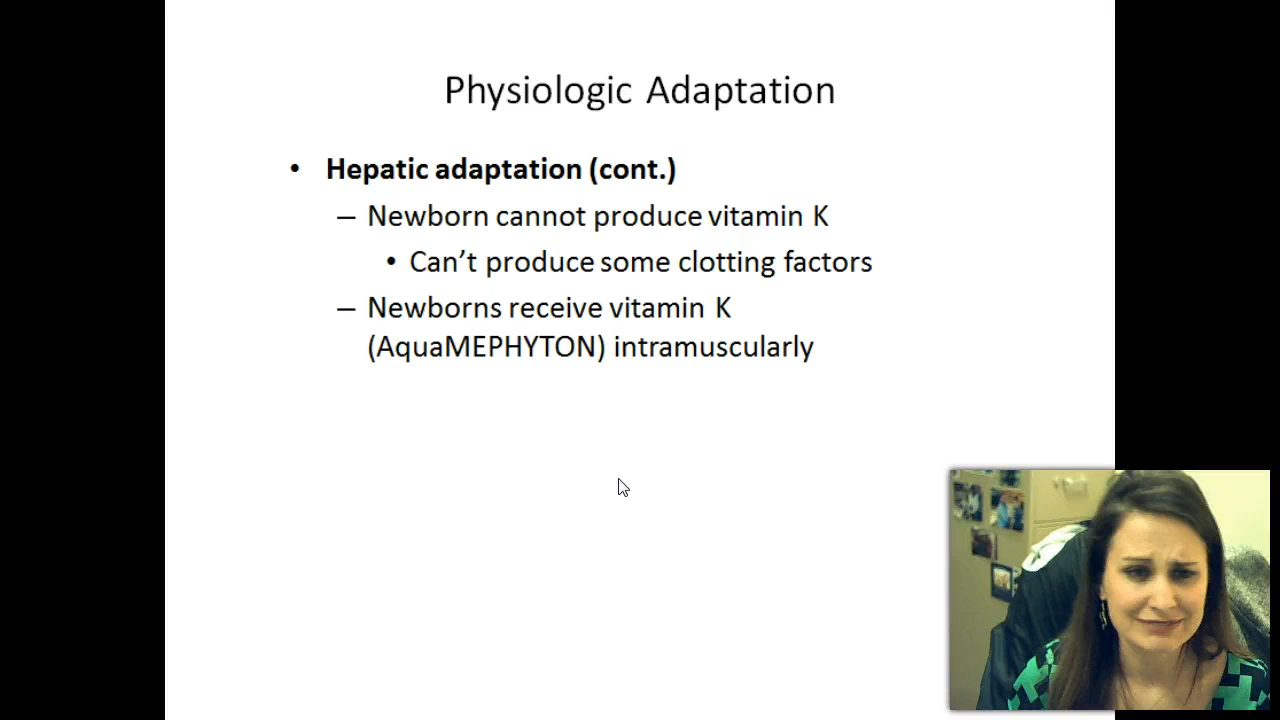 Physiologic Adaptation
• Hepatic adaptation (cont.)
– Newborn cannot produce vitamin K
• Can’t produce some clotting factors
– Newborns receive vitamin K
(AquaMEPHYTON) intramuscularly